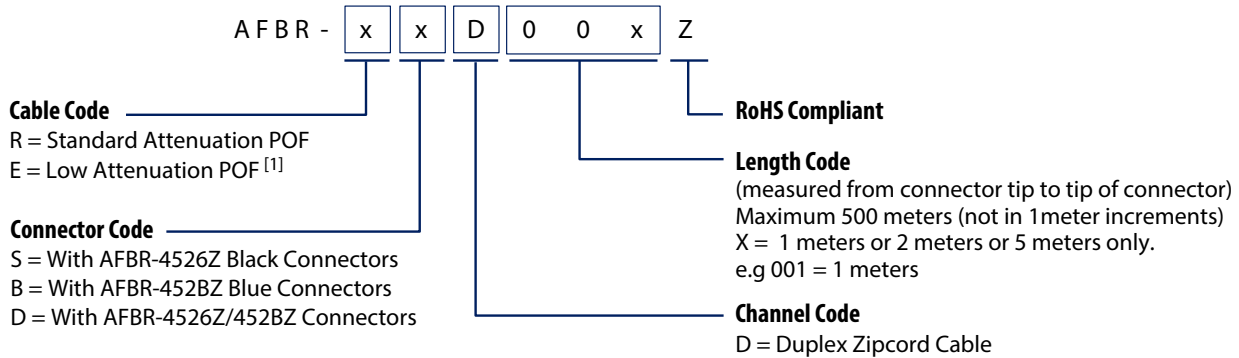 AFBR- x x D 0 0 x Z
Cable Code
R = Standard Attenuation POF
E = Low Attenuation POF [1]
Connector Code
S = With AFBR-4526Z Black Connectors
B = With AFBR-452BZ Blue Connectors
D = With AFBR-4526Z/452BZ Connectors
RoHS Compliant
Length Code
(measured from connector tip to tip of connector)
Maximum 500 meters (not in 1meter increments)
X = 1 meters or 2 meters or 5 meters only.
e.g 001 = 1 meters
Channel Code
D = Duplex Zipcord Cable